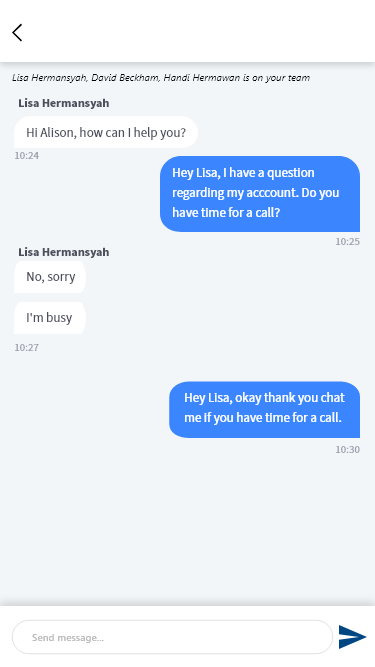 Lisa Hermansyah, David Beckham, Handi Hermawan is on your team
Lisa Hermansyah
Hi Alison, how can I help you?
10:24
Hey Lisa, I have a question
regarding my acccount. Do you
have time for a call?
10:25
Lisa Hermansyah
No, sorry
I'm busy
10:27
Hey Lisa, okay thank you chat
me if you have time for a call.
10:30
Send message...